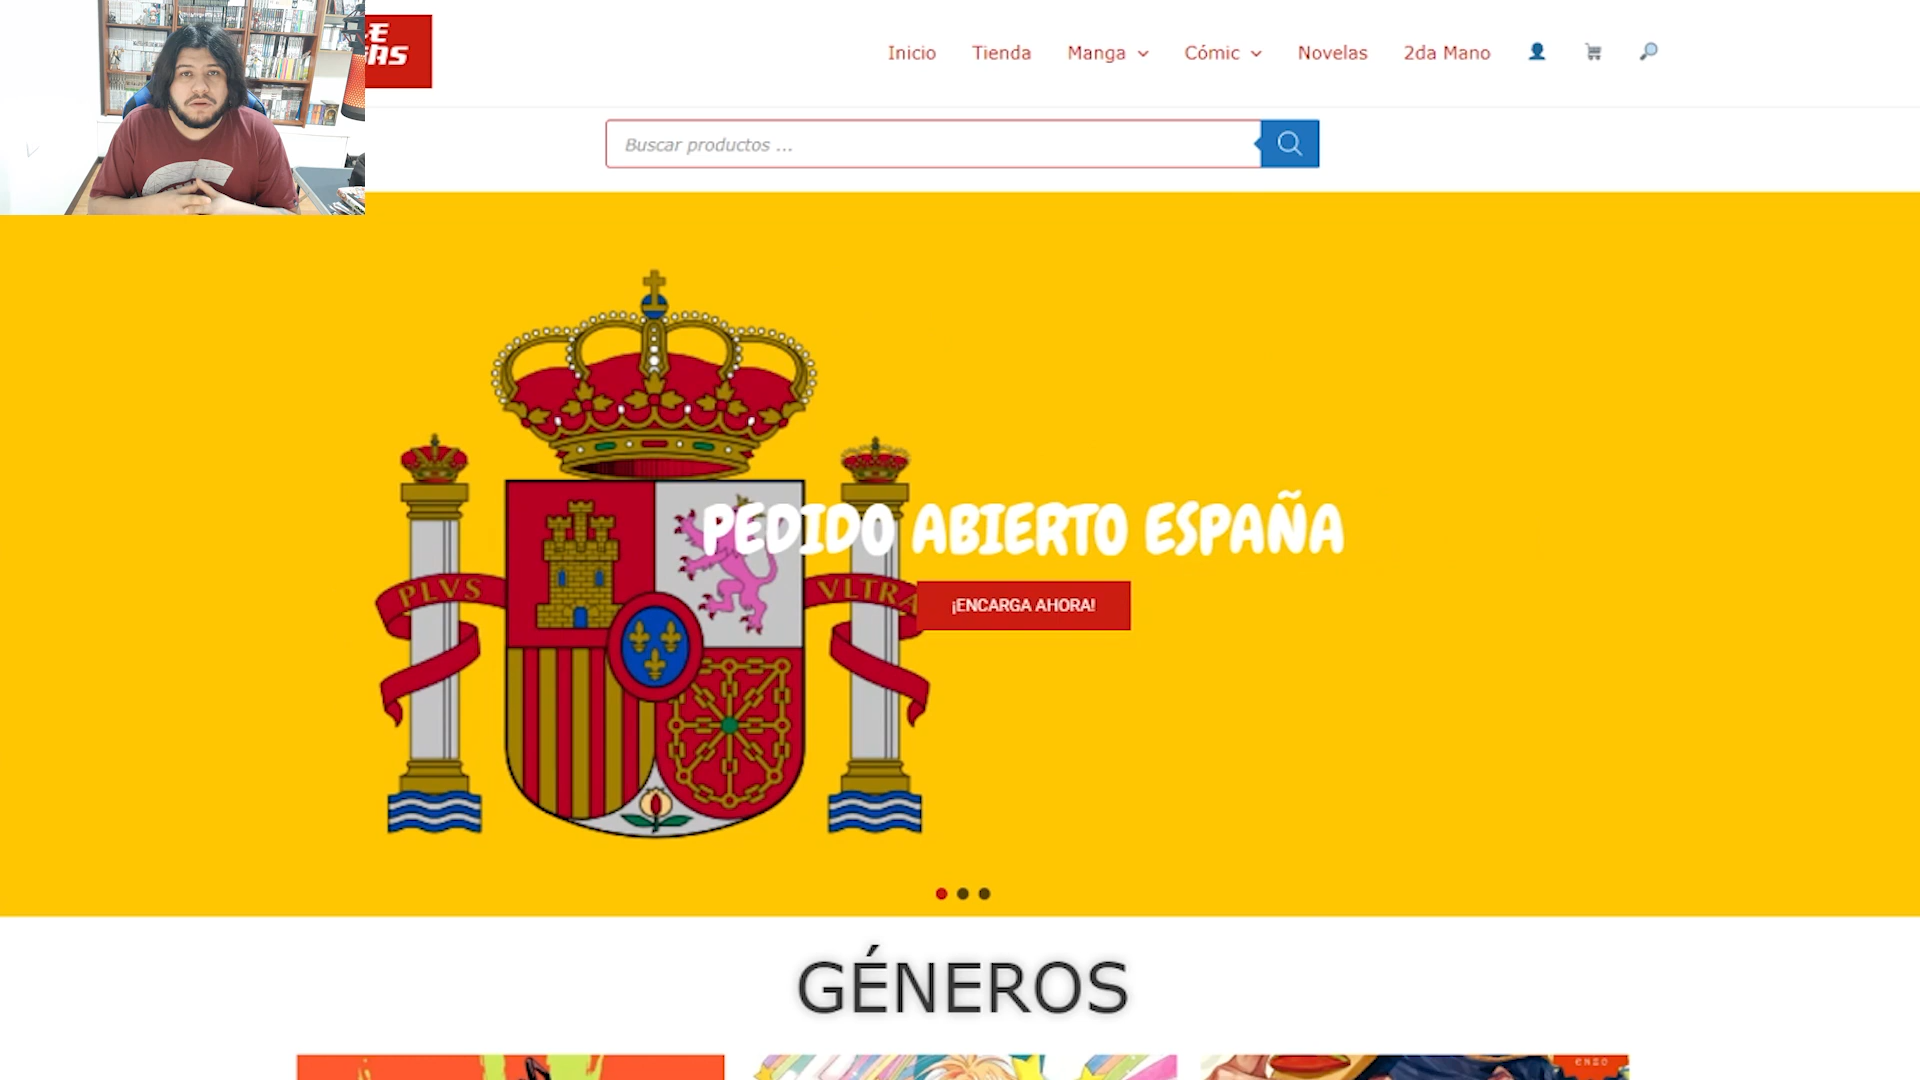 Inicio Tienda Manga Cómic Novelas 2da Mano
Buscar productos ...
PEDIDO ABIERTO ESPAÑA
PLVS VLTRA
¡ENCARGA AHORA!
GÉNEROS